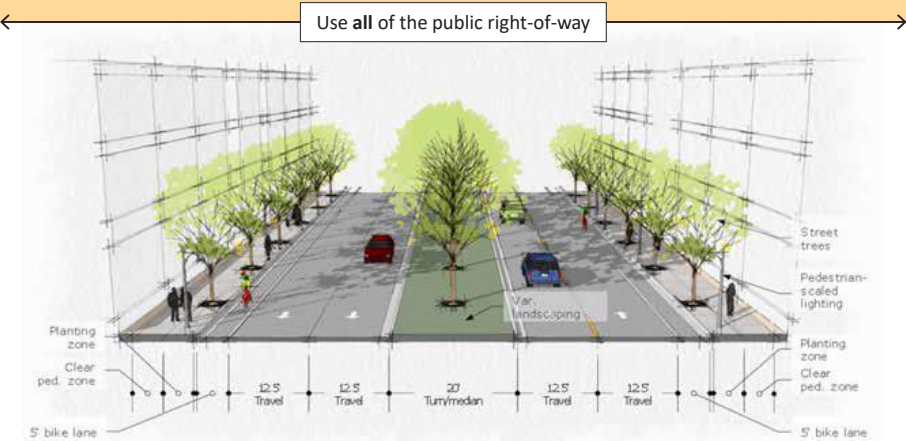 Use all of the public right-of-way
Street
trees
Pedestrian-
scaled
lighting
Var.
landscaping
Planting
zone
Clear
ped. zone
5' bike lane
12.5'
Travel
12.5'
Travel
20'
Turn/median
12.5'
Travel
12.5'
Travel
Planting
zone
Clear
ped. zone
5' bike lane